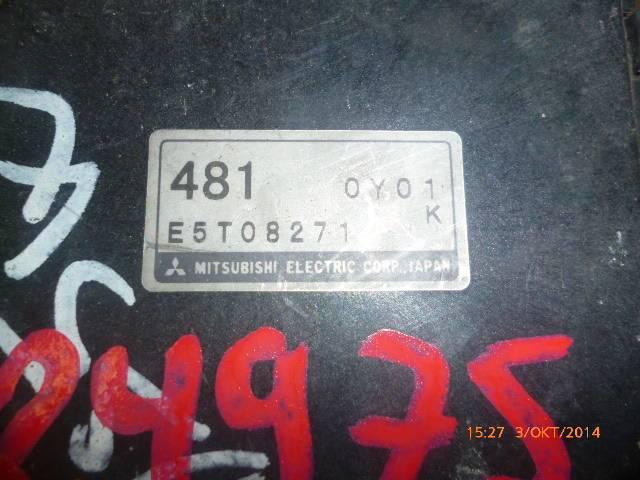 481 0Y01
K
E5T08271
MITSUBISHI ELECTRIC CORP., JAPAN
24975
15:27 3/OKT/2014